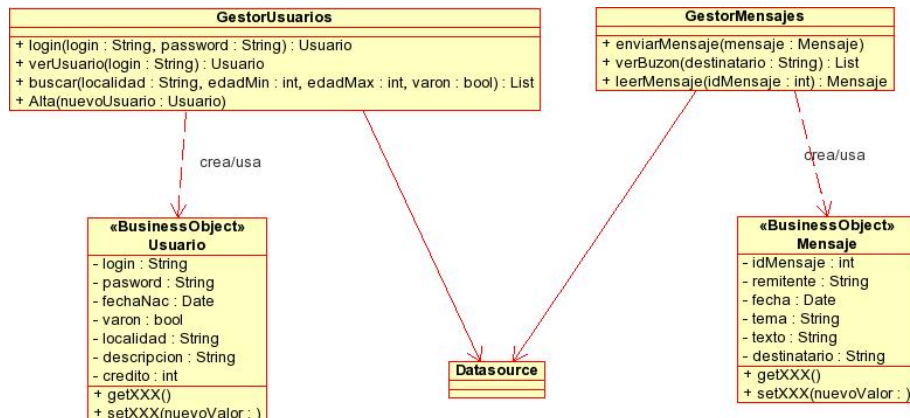 GestorUsuarios
+ login(login : String, password : String) : Usuario
+ verUsuario(login : String) : Usuario
+ buscar(localidad : String, edadMin : int, edadMax : int, varon : bool) : List
+ Alta(nuevoUsuario : Usuario)
GestorMensajes
+ enviarMensaje(mensaje : Mensaje)
+ verBuzon(destinatario : String) : List
+ leerMensaje(idMensaje : int) : Mensaje
crea/usa
crea/usa
«BusinessObject»
Usuario
- login : String
- pasword : String
- fechaNac : Date
- varon : bool
- localidad : String
- descripcion : String
- credito : int
+ getXXX()
+ setXXX(nuevoValor : )
Datasource
«BusinessObject»
Mensaje
- idMensaje : int
- remitente : String
- fecha : Date
- tema : String
- texto : String
- destinatario : String
+ getXXX()
+ setXXX(nuevoValor : )